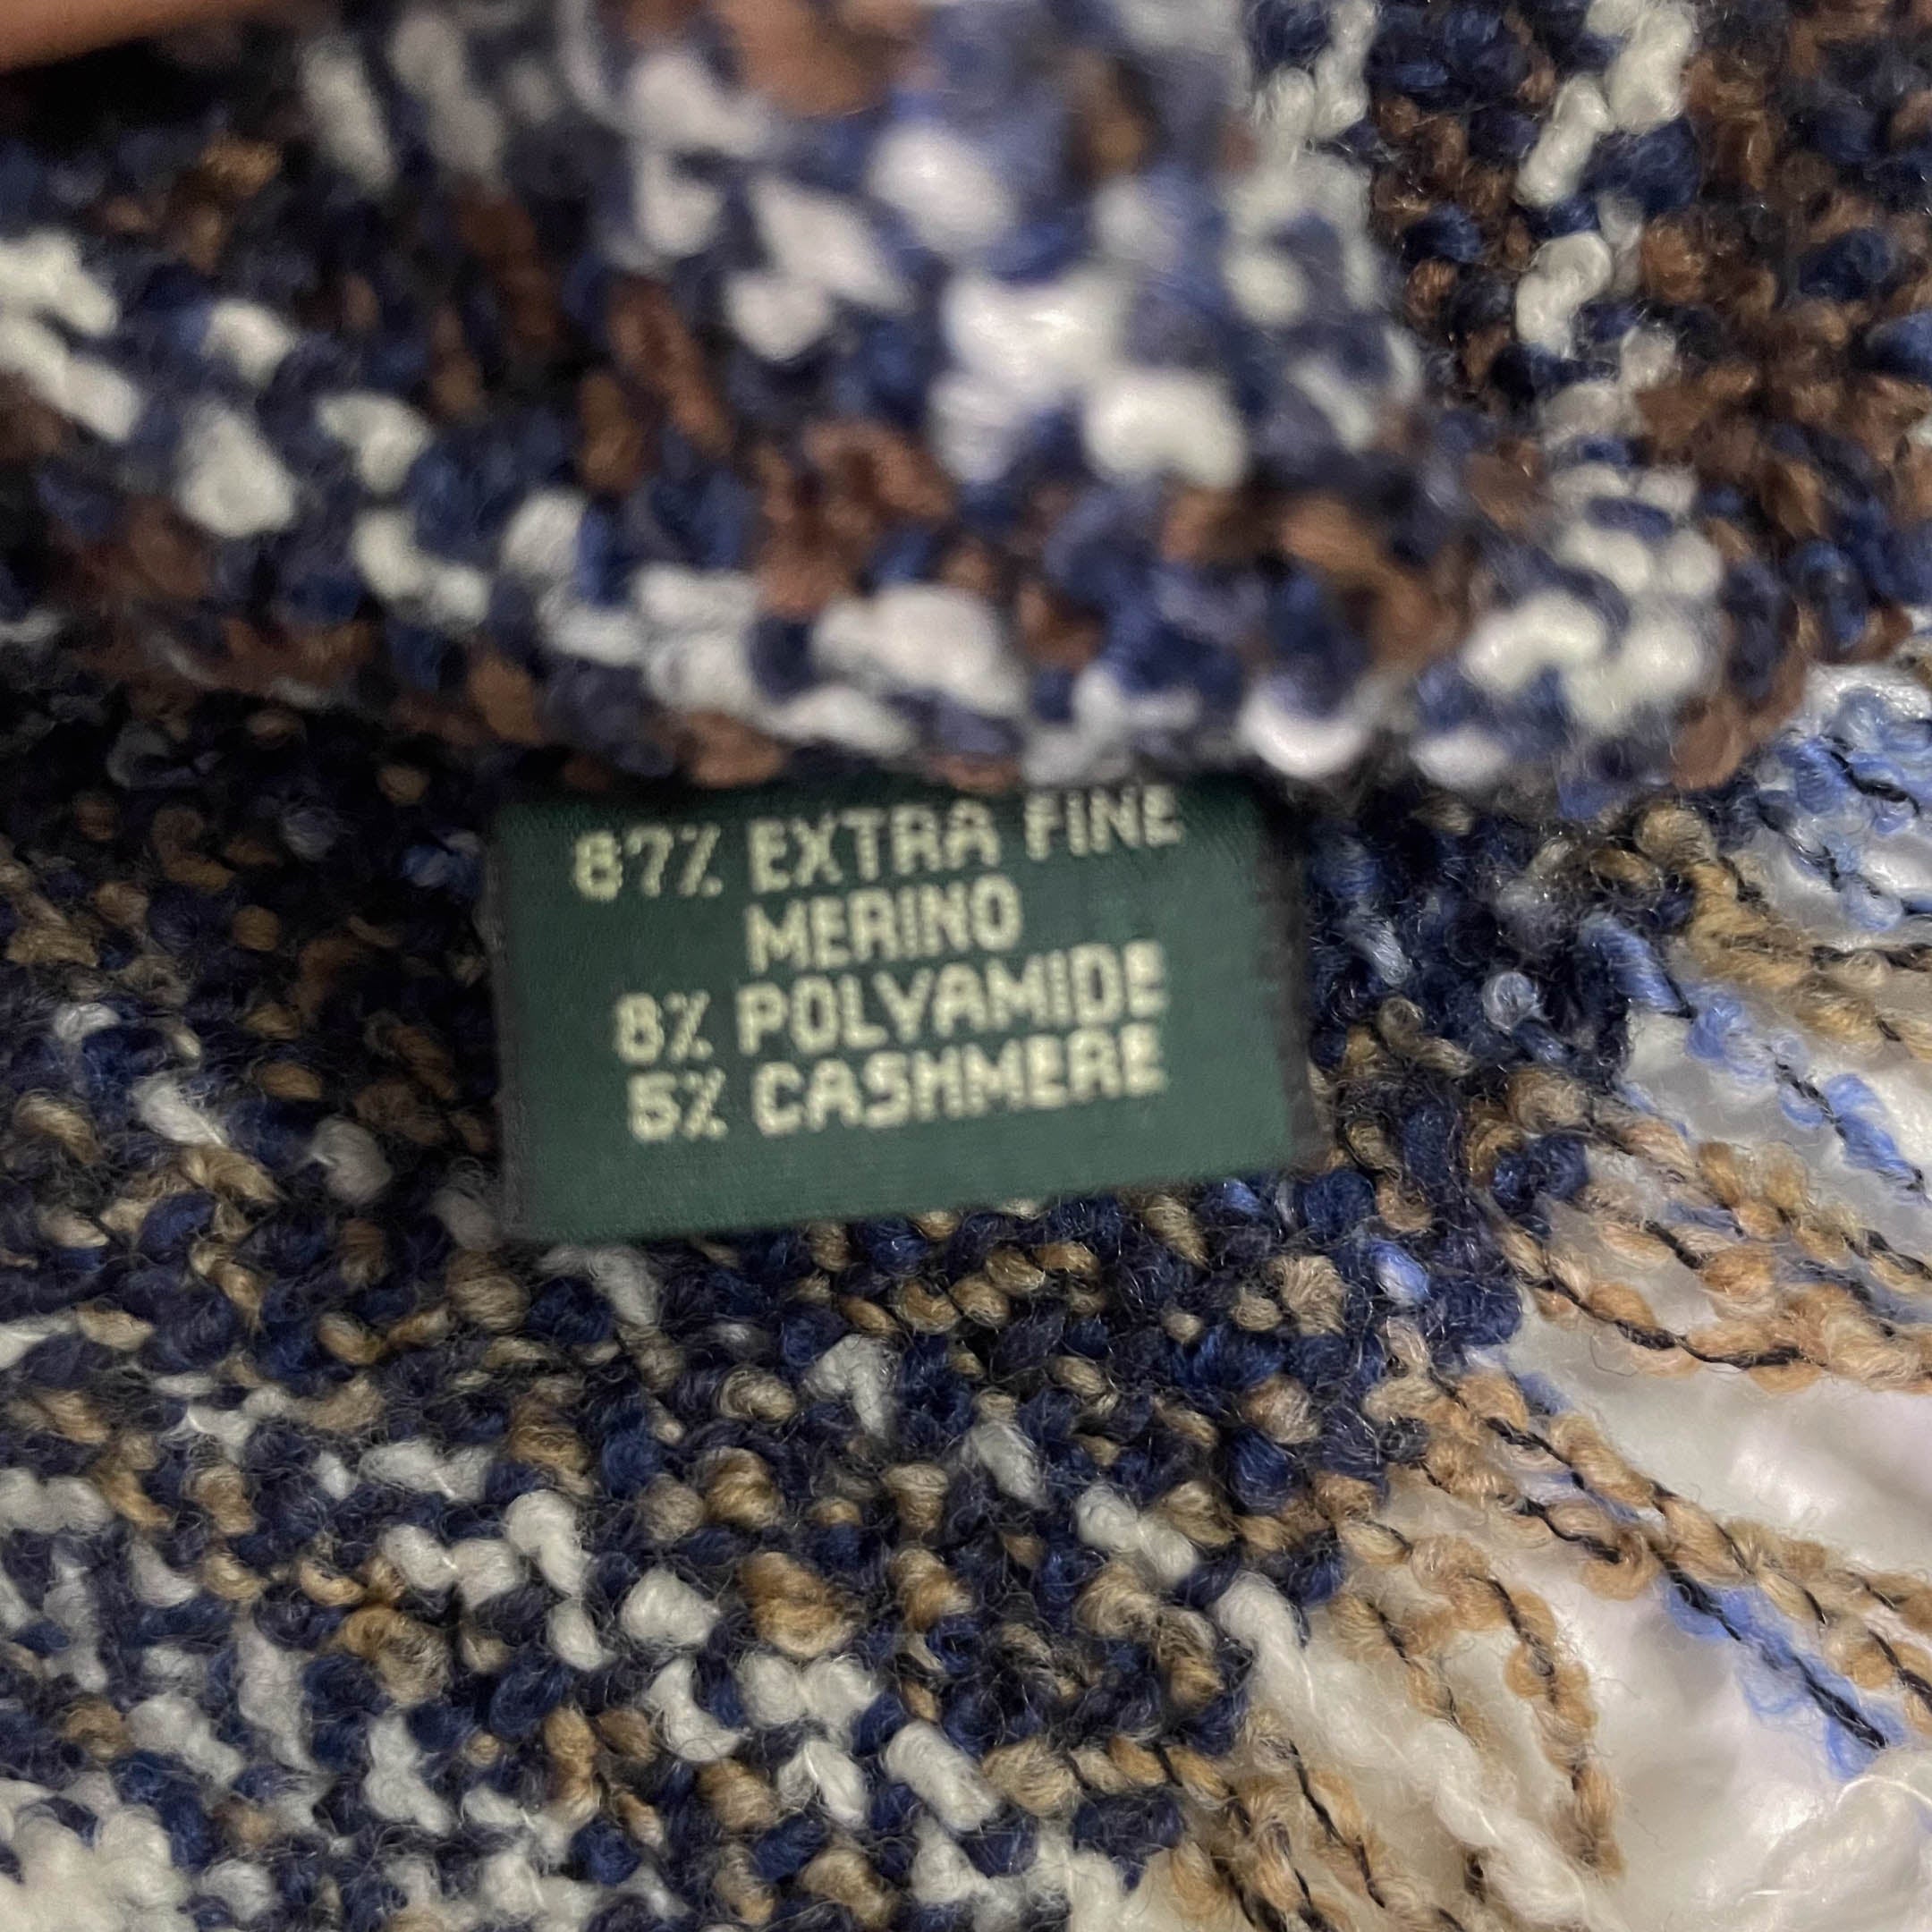 87% EXTRA FINE
MERINO
8% POLYAMIDE
5% CASHMERE